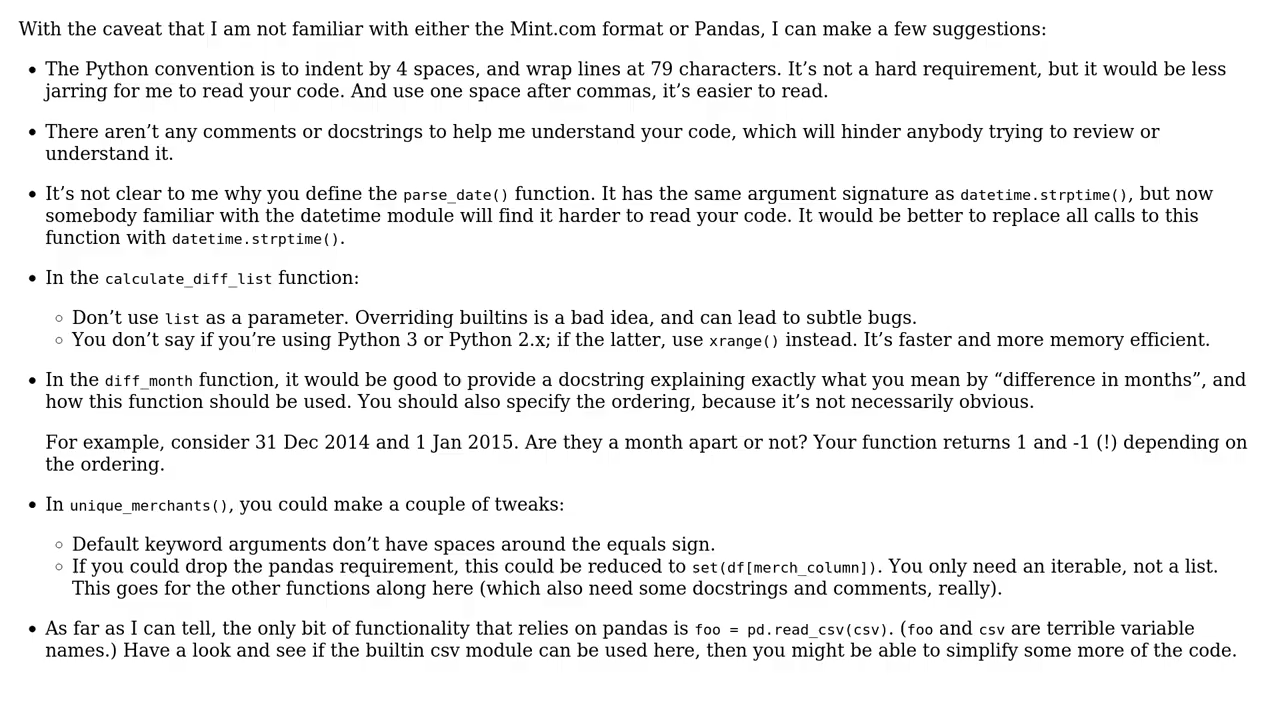 With the caveat that I am not familiar with either the Mint.com format or Pandas, I can make a few suggestions:
• The Python convention is to indent by 4 spaces, and wrap lines at 79 characters. It’s not a hard requirement, but it would be less
jarring for me to read your code. And use one space after commas, it’s easier to read.
• There aren’t any comments or docstrings to help me understand your code, which will hinder anybody trying to review or
understand it.
• It’s not clear to me why you define the parse_date() function. It has the same argument signature as datetime.strptime(), but now
somebody familiar with the datetime module will find it harder to read your code. It would be better to replace all calls to this
function with datetime.strptime().
• In the calculate_diff_list function:
◦ Don’t use list as a parameter. Overriding builtins is a bad idea, and can lead to subtle bugs.
◦ You don’t say if you’re using Python 3 or Python 2.x; if the latter, use xrange() instead. It’s faster and more memory efficient.
• In the diff_month function, it would be good to provide a docstring explaining exactly what you mean by “difference in months”, and
how this function should be used. You should also specify the ordering, because it’s not necessarily obvious.
For example, consider 31 Dec 2014 and 1 Jan 2015. Are they a month apart or not? Your function returns 1 and -1 (!) depending on
the ordering.
• In unique_merchants(), you could make a couple of tweaks:
◦ Default keyword arguments don’t have spaces around the equals sign.
◦ If you could drop the pandas requirement, this could be reduced to set(df[merch_column]). You only need an iterable, not a list.
This goes for the other functions along here (which also need some docstrings and comments, really).
• As far as I can tell, the only bit of functionality that relies on pandas is foo = pd.read_csv(csv). (foo and csv are terrible variable
names.) Have a look and see if the builtin csv module can be used here, then you might be able to simplify some more of the code.